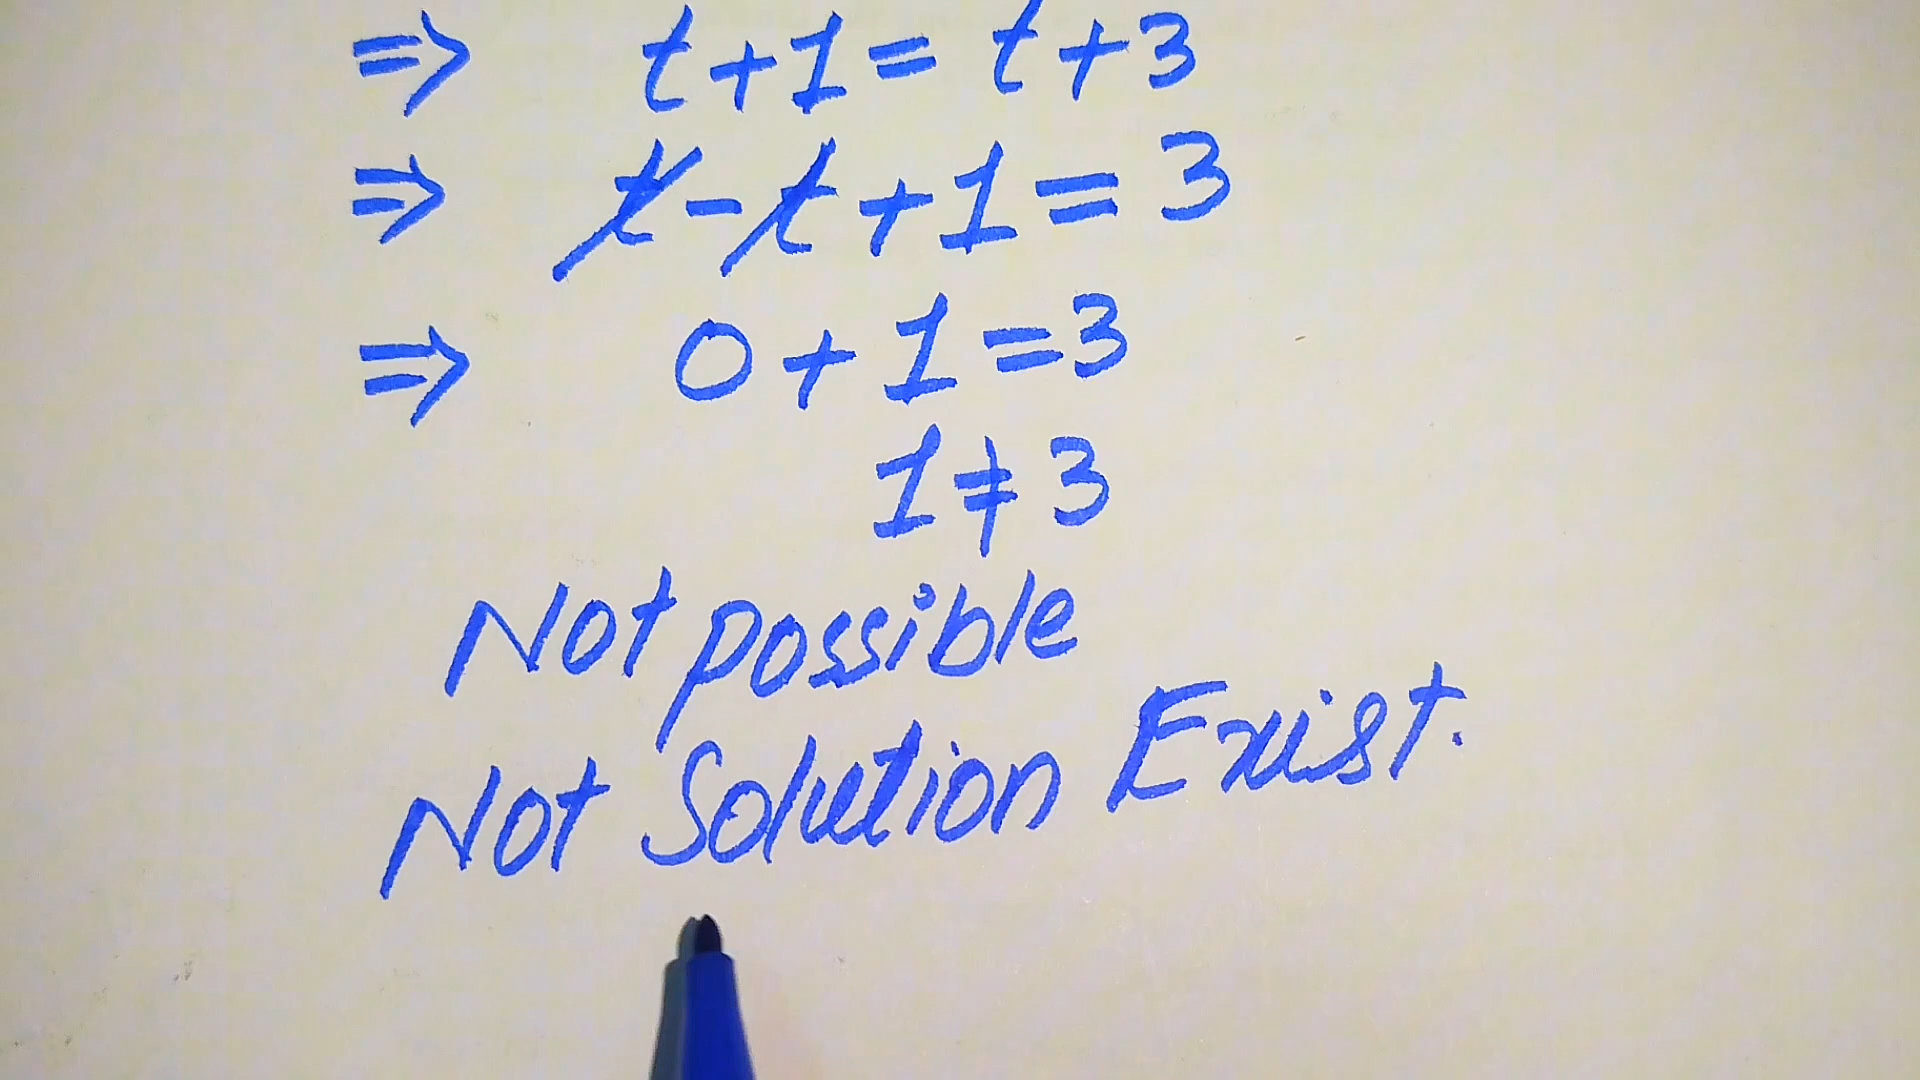 ⇒ t+1=t+3
⇒ t-t+1=3
⇒ 0+1=3
1≠3
Not possible
Not Solution Exist.